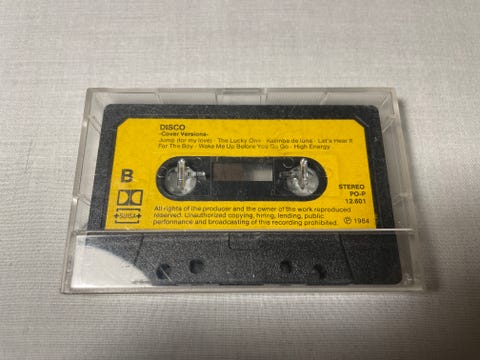 DISCO
-Cover Versions-
Jump (for my love) - The Lucky One - Kalimba de luna - Let's Hear It
For The Boy - Wake Me Up Before You Go Go - High Energy
B
STEREO
PO-P
12.601
SUISA
All rights of the producer and the owner of the work reproduced
reserved. Unauthorized copying, hiring, lending, public
performance and broadcasting of this recording prohibited.
℗ 1984